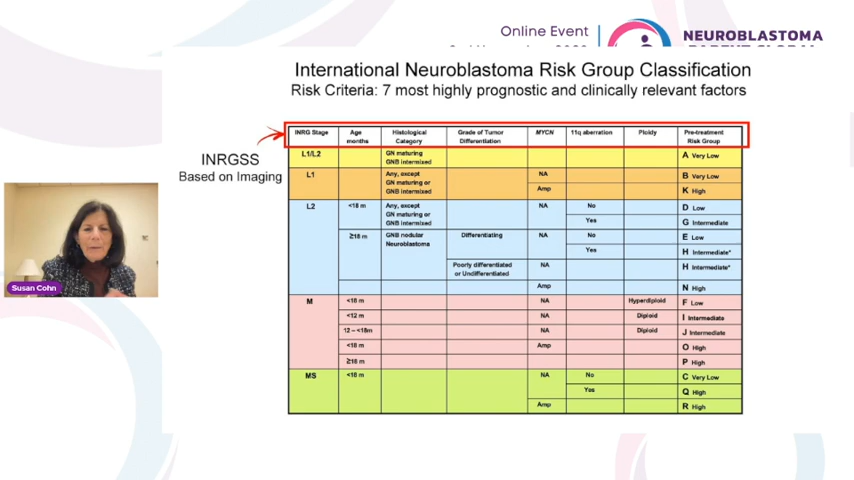 Online Event
NEUROBLASTOMA
International Neuroblastoma Risk Group Classification
Risk Criteria: 7 most highly prognostic and clinically relevant factors
INRGSS
Based on Imaging
INRG Stage Age months Histological Category Grade of Tumor Differentiation MYCN 11q aberration Ploidy Pre-treatment Risk Group
L1/L2 GN maturing GNB intermixed A Very Low
L1 Any, except GN maturing or GNB intermixed NA B Very Low
Amp K High
L2 <18 m Any, except GN maturing or GNB intermixed NA No D Low
Yes G Intermediate
≥18 m GNB nodular Neuroblastoma Differentiating NA No E Low
Yes H Intermediate*
Poorly differentiated or Undifferentiated NA H Intermediate*
Amp N High
M <18 m NA Hyperdiploid F Low
<12 m NA Diploid I Intermediate
12 – <18m NA Diploid J Intermediate
<18 m Amp O High
≥18 m P High
MS <18 m NA No C Very Low
Yes Q High
Amp R High
Susan Cohn